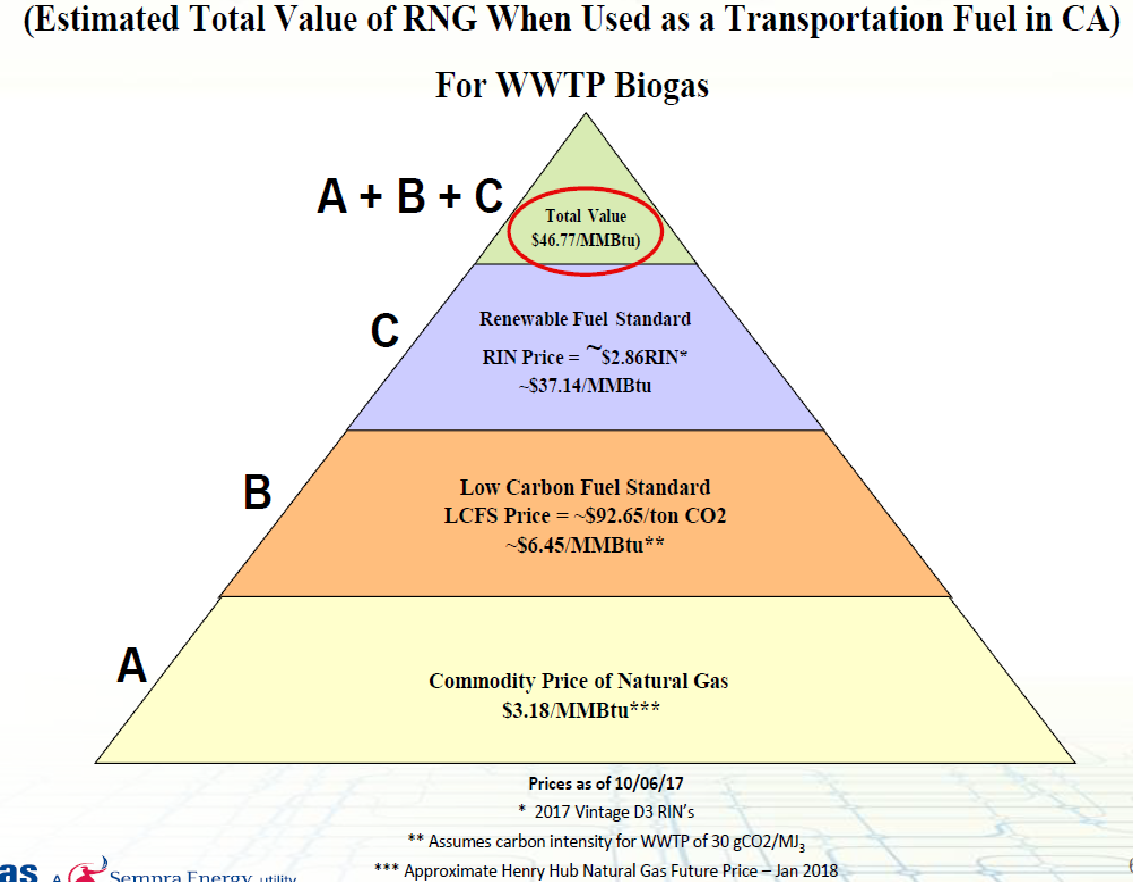 (Estimated Total Value of RNG When Used as a Transportation Fuel in CA)
For WWTP Biogas
A + B + C
Total Value
$46.77/MMBtu)
C
Renewable Fuel Standard
RIN Price = ~$2.86RIN*
~$37.14/MMBtu
B
Low Carbon Fuel Standard
LCFS Price = ~$92.65/ton CO2
~$6.45/MMBtu**
A
Commodity Price of Natural Gas
$3.18/MMBtu***
Prices as of 10/06/17
* 2017 Vintage D3 RIN's
** Assumes carbon intensity for WWTP of 30 gCO2/MJ3
*** Approximate Henry Hub Natural Gas Future Price – Jan 2018
as A Sempra Energy utility